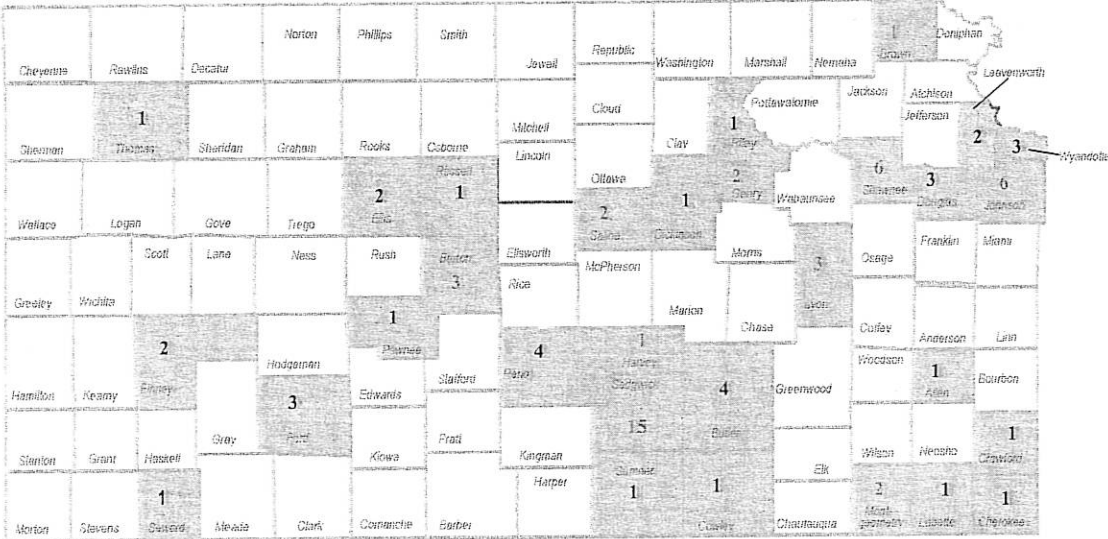 Cheyenne Rawlins Decatur Norton Phillips Smith Jewell Republic Washington Marshall Nemaha 1 Brown Doniphan
Leavenworth
Sherman 1 Thomas Sheridan Graham Rooks Osborne Mitchell Cloud Clay 1 Riley Pottawatomie Jackson Atchison Jefferson 2 3 Wyandotte
Wallace Logan Gove Trego 2 Ellis Russell 1 Lincoln Ottawa 2 Saline 1 Dickinson 2 Geary Wabaunsee 6 Shawnee 3 Douglas 6 Johnson
Greeley Wichita Scott Lane Ness Rush Barton 3 Ellsworth Rice McPherson Marion Morris Chase 3 Lyon Osage Franklin Miami
Hamilton Kearny 2 Finney Hodgeman 1 Pawnee Edwards Stafford 4 Reno 1 Harvey Sedgwick 4 Butler Greenwood Coffey Anderson Linn Woodson 1 Allen Bourbon
Stanton Grant Haskell Gray 3 Ford Kiowa Pratt Kingman 15 Elk Wilson Neosho 1 Crawford
Morton Stevens 1 Seward Meade Clark Comanche Barber Harper Sumner 1 1 Cowley Chautauqua 2 Mont-
gomery 1 Labette 1 Cherokee